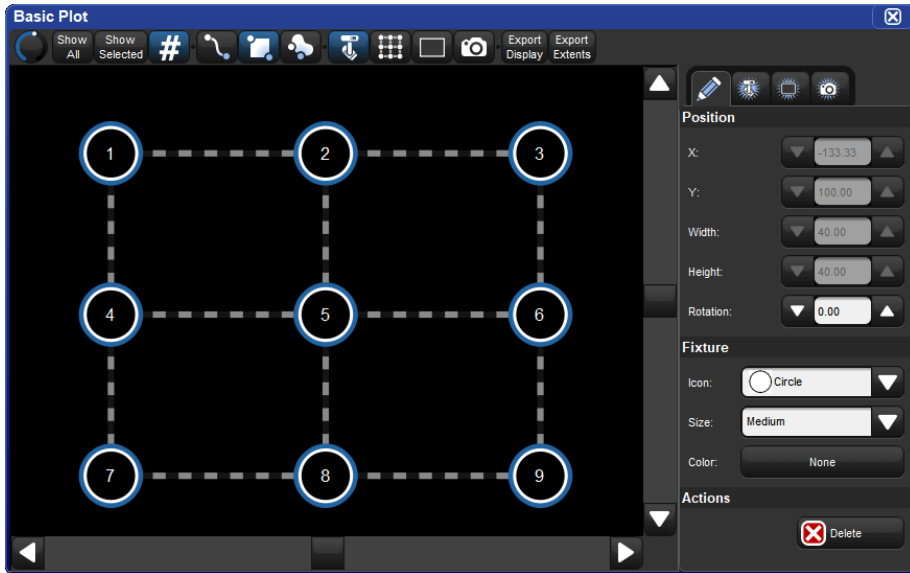 Basic Plot
Show All
Show Selected
#
Export Display
Export Extents
1
2
3
4
5
6
7
8
9
Position
X: -133.33
Y: 100.00
Width: 40.00
Height: 40.00
Rotation: 0.00
Fixture
Icon: Circle
Size: Medium
Color: None
Actions
Delete